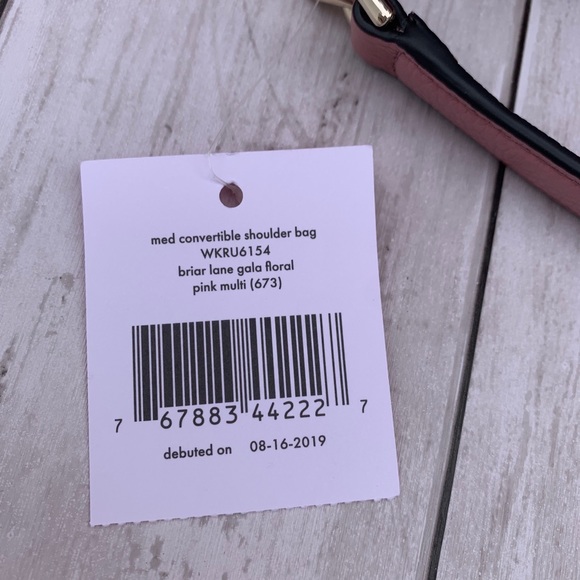 med convertible shoulder bag
WKRU6154
briar lane gala floral
pink multi (673)
7 67883 44222 7
debuted on 08-16-2019